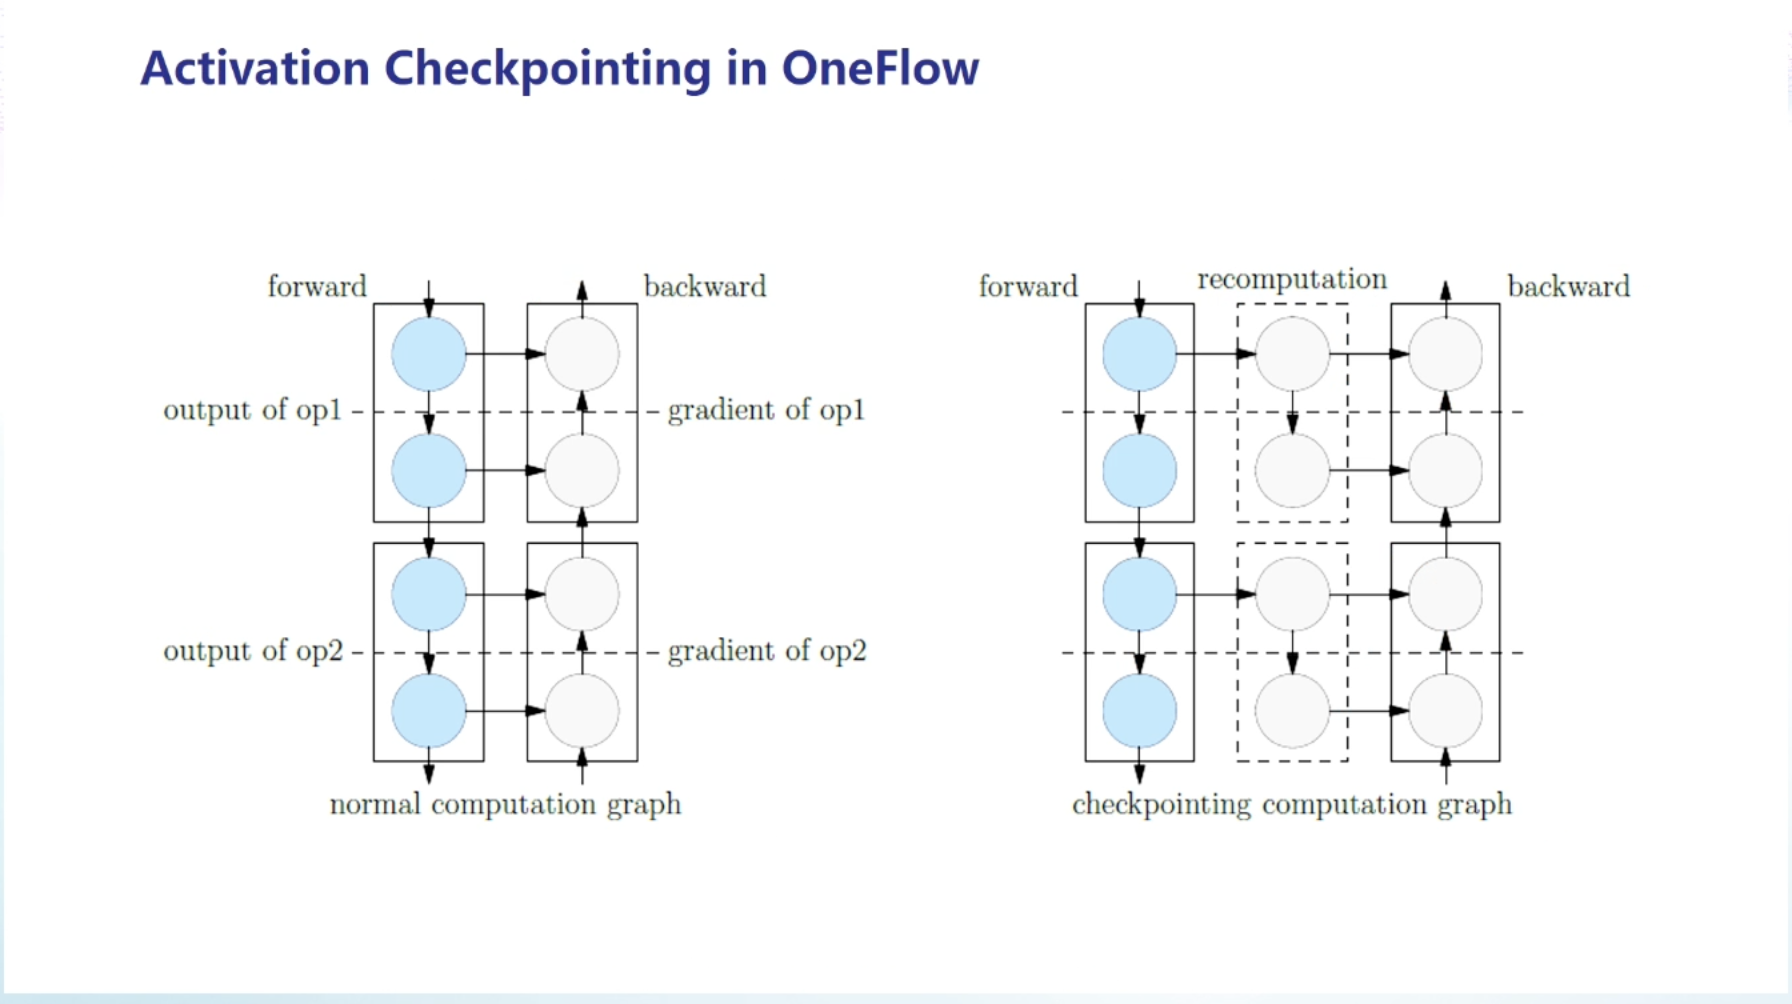 Activation Checkpointing in OneFlow
forward
backward
output of op1
gradient of op1
output of op2
gradient of op2
normal computation graph
forward
recomputation
backward
checkpointing computation graph